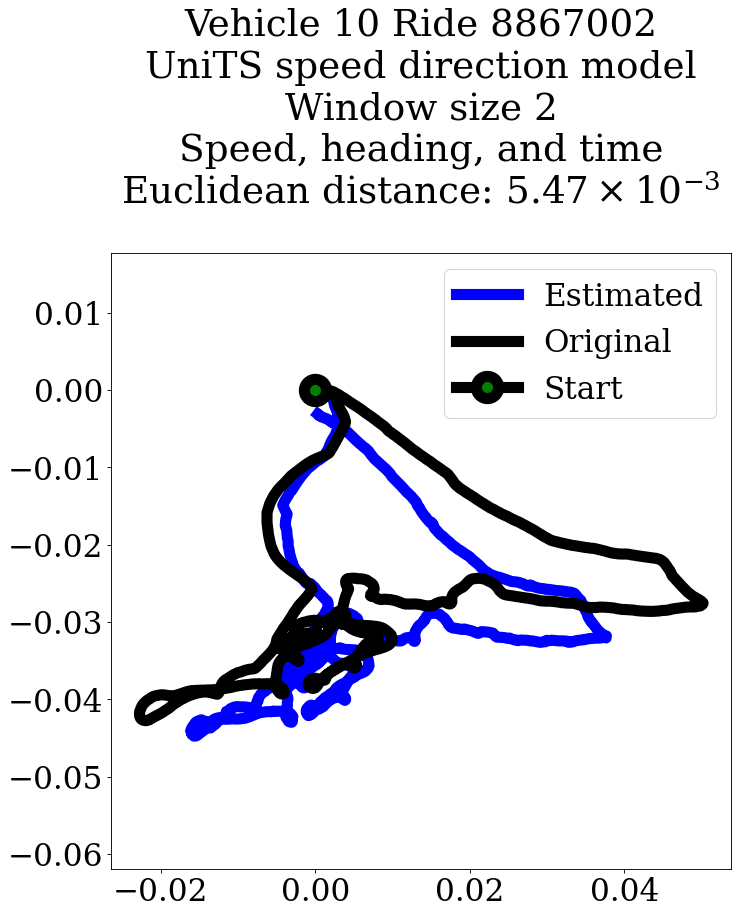 Vehicle 10 Ride 8867002
UniTS speed direction model
Window size 2
Speed, heading, and time
Euclidean distance: 5.47 × 10⁻³
Estimated
Original
Start
0.01
0.00
−0.01
−0.02
−0.03
−0.04
−0.05
−0.06
−0.02 0.00 0.02 0.04